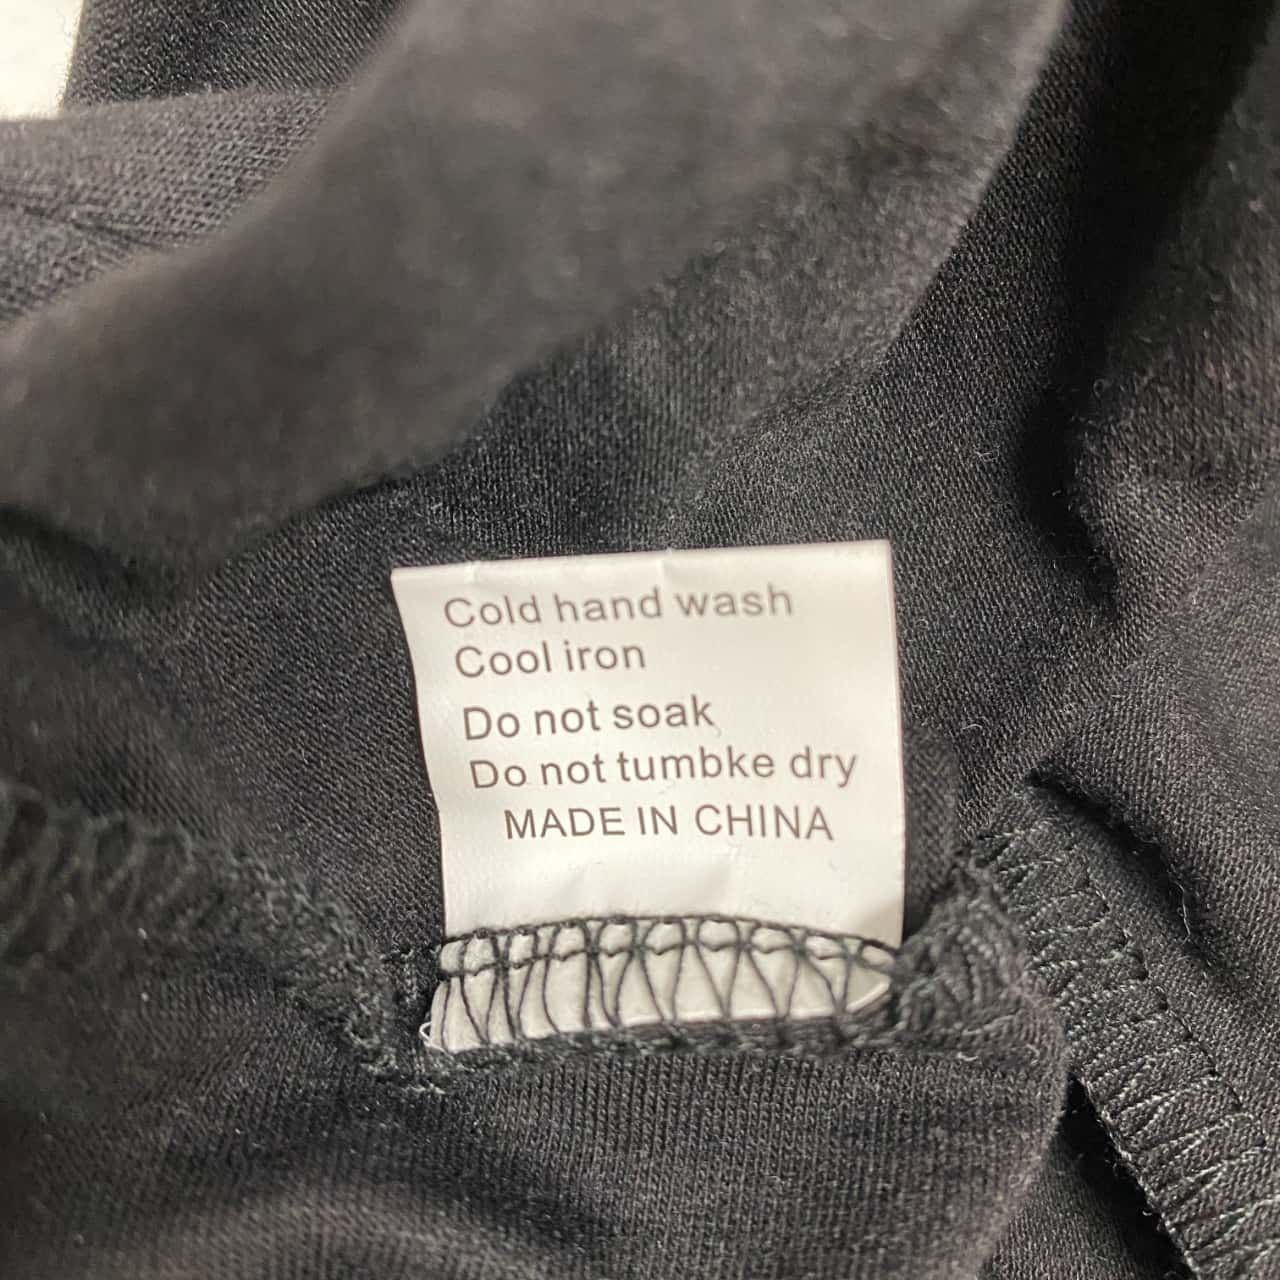 Cold hand wash
Cool iron
Do not soak
Do not tumbke dry
MADE IN CHINA